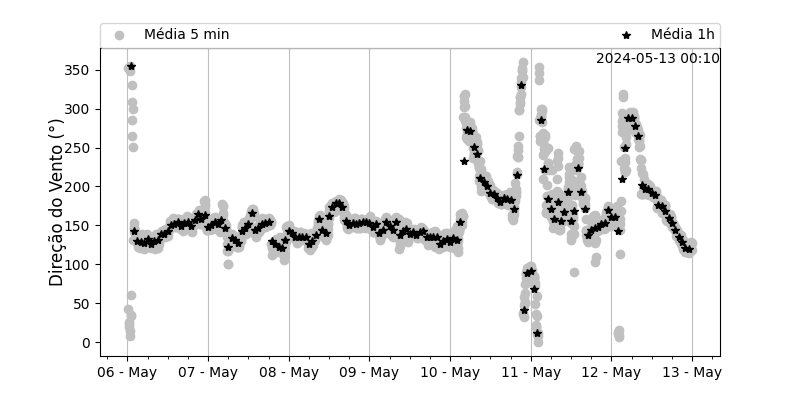 Média 5 min
Média 1h
2024-05-13 00:10
Direção do Vento (°)
350
300
250
200
150
100
50
0
06 - May
07 - May
08 - May
09 - May
10 - May
11 - May
12 - May
13 - May